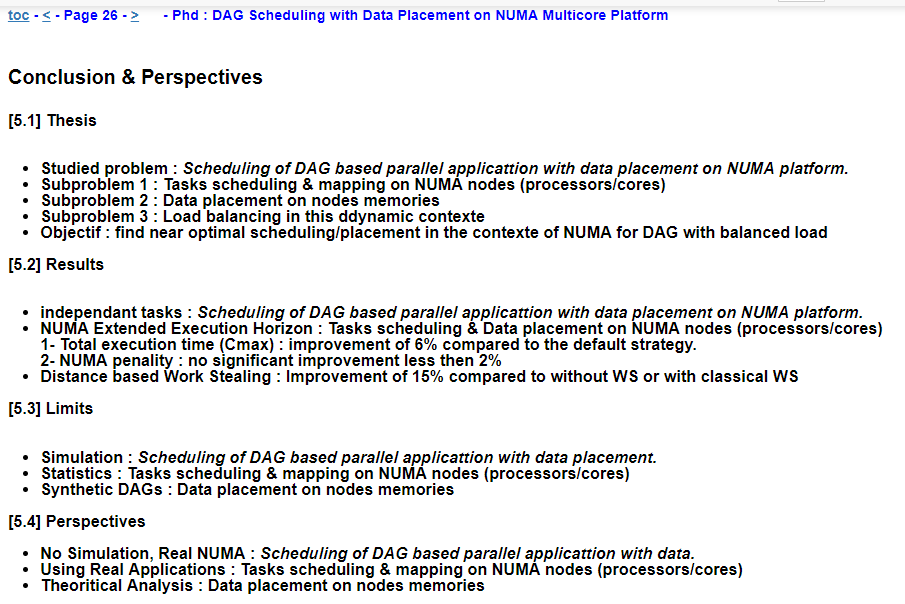 toc - < - Page 26 - > - Phd : DAG Scheduling with Data Placement on NUMA Multicore Platform
Conclusion & Perspectives
[5.1] Thesis
• Studied problem : Scheduling of DAG based parallel applicattion with data placement on NUMA platform.
• Subproblem 1 : Tasks scheduling & mapping on NUMA nodes (processors/cores)
• Subproblem 2 : Data placement on nodes memories
• Subproblem 3 : Load balancing in this ddynamic contexte
• Objectif : find near optimal scheduling/placement in the contexte of NUMA for DAG with balanced load
[5.2] Results
• independant tasks : Scheduling of DAG based parallel applicattion with data placement on NUMA platform.
• NUMA Extended Execution Horizon : Tasks scheduling & Data placement on NUMA nodes (processors/cores)
1- Total execution time (Cmax) : improvement of 6% compared to the default strategy.
2- NUMA penality : no significant improvement less then 2%
• Distance based Work Stealing : Improvement of 15% compared to without WS or with classical WS
[5.3] Limits
• Simulation : Scheduling of DAG based parallel applicattion with data placement.
• Statistics : Tasks scheduling & mapping on NUMA nodes (processors/cores)
• Synthetic DAGs : Data placement on nodes memories
[5.4] Perspectives
• No Simulation, Real NUMA : Scheduling of DAG based parallel applicattion with data.
• Using Real Applications : Tasks scheduling & mapping on NUMA nodes (processors/cores)
• Theoritical Analysis : Data placement on nodes memories